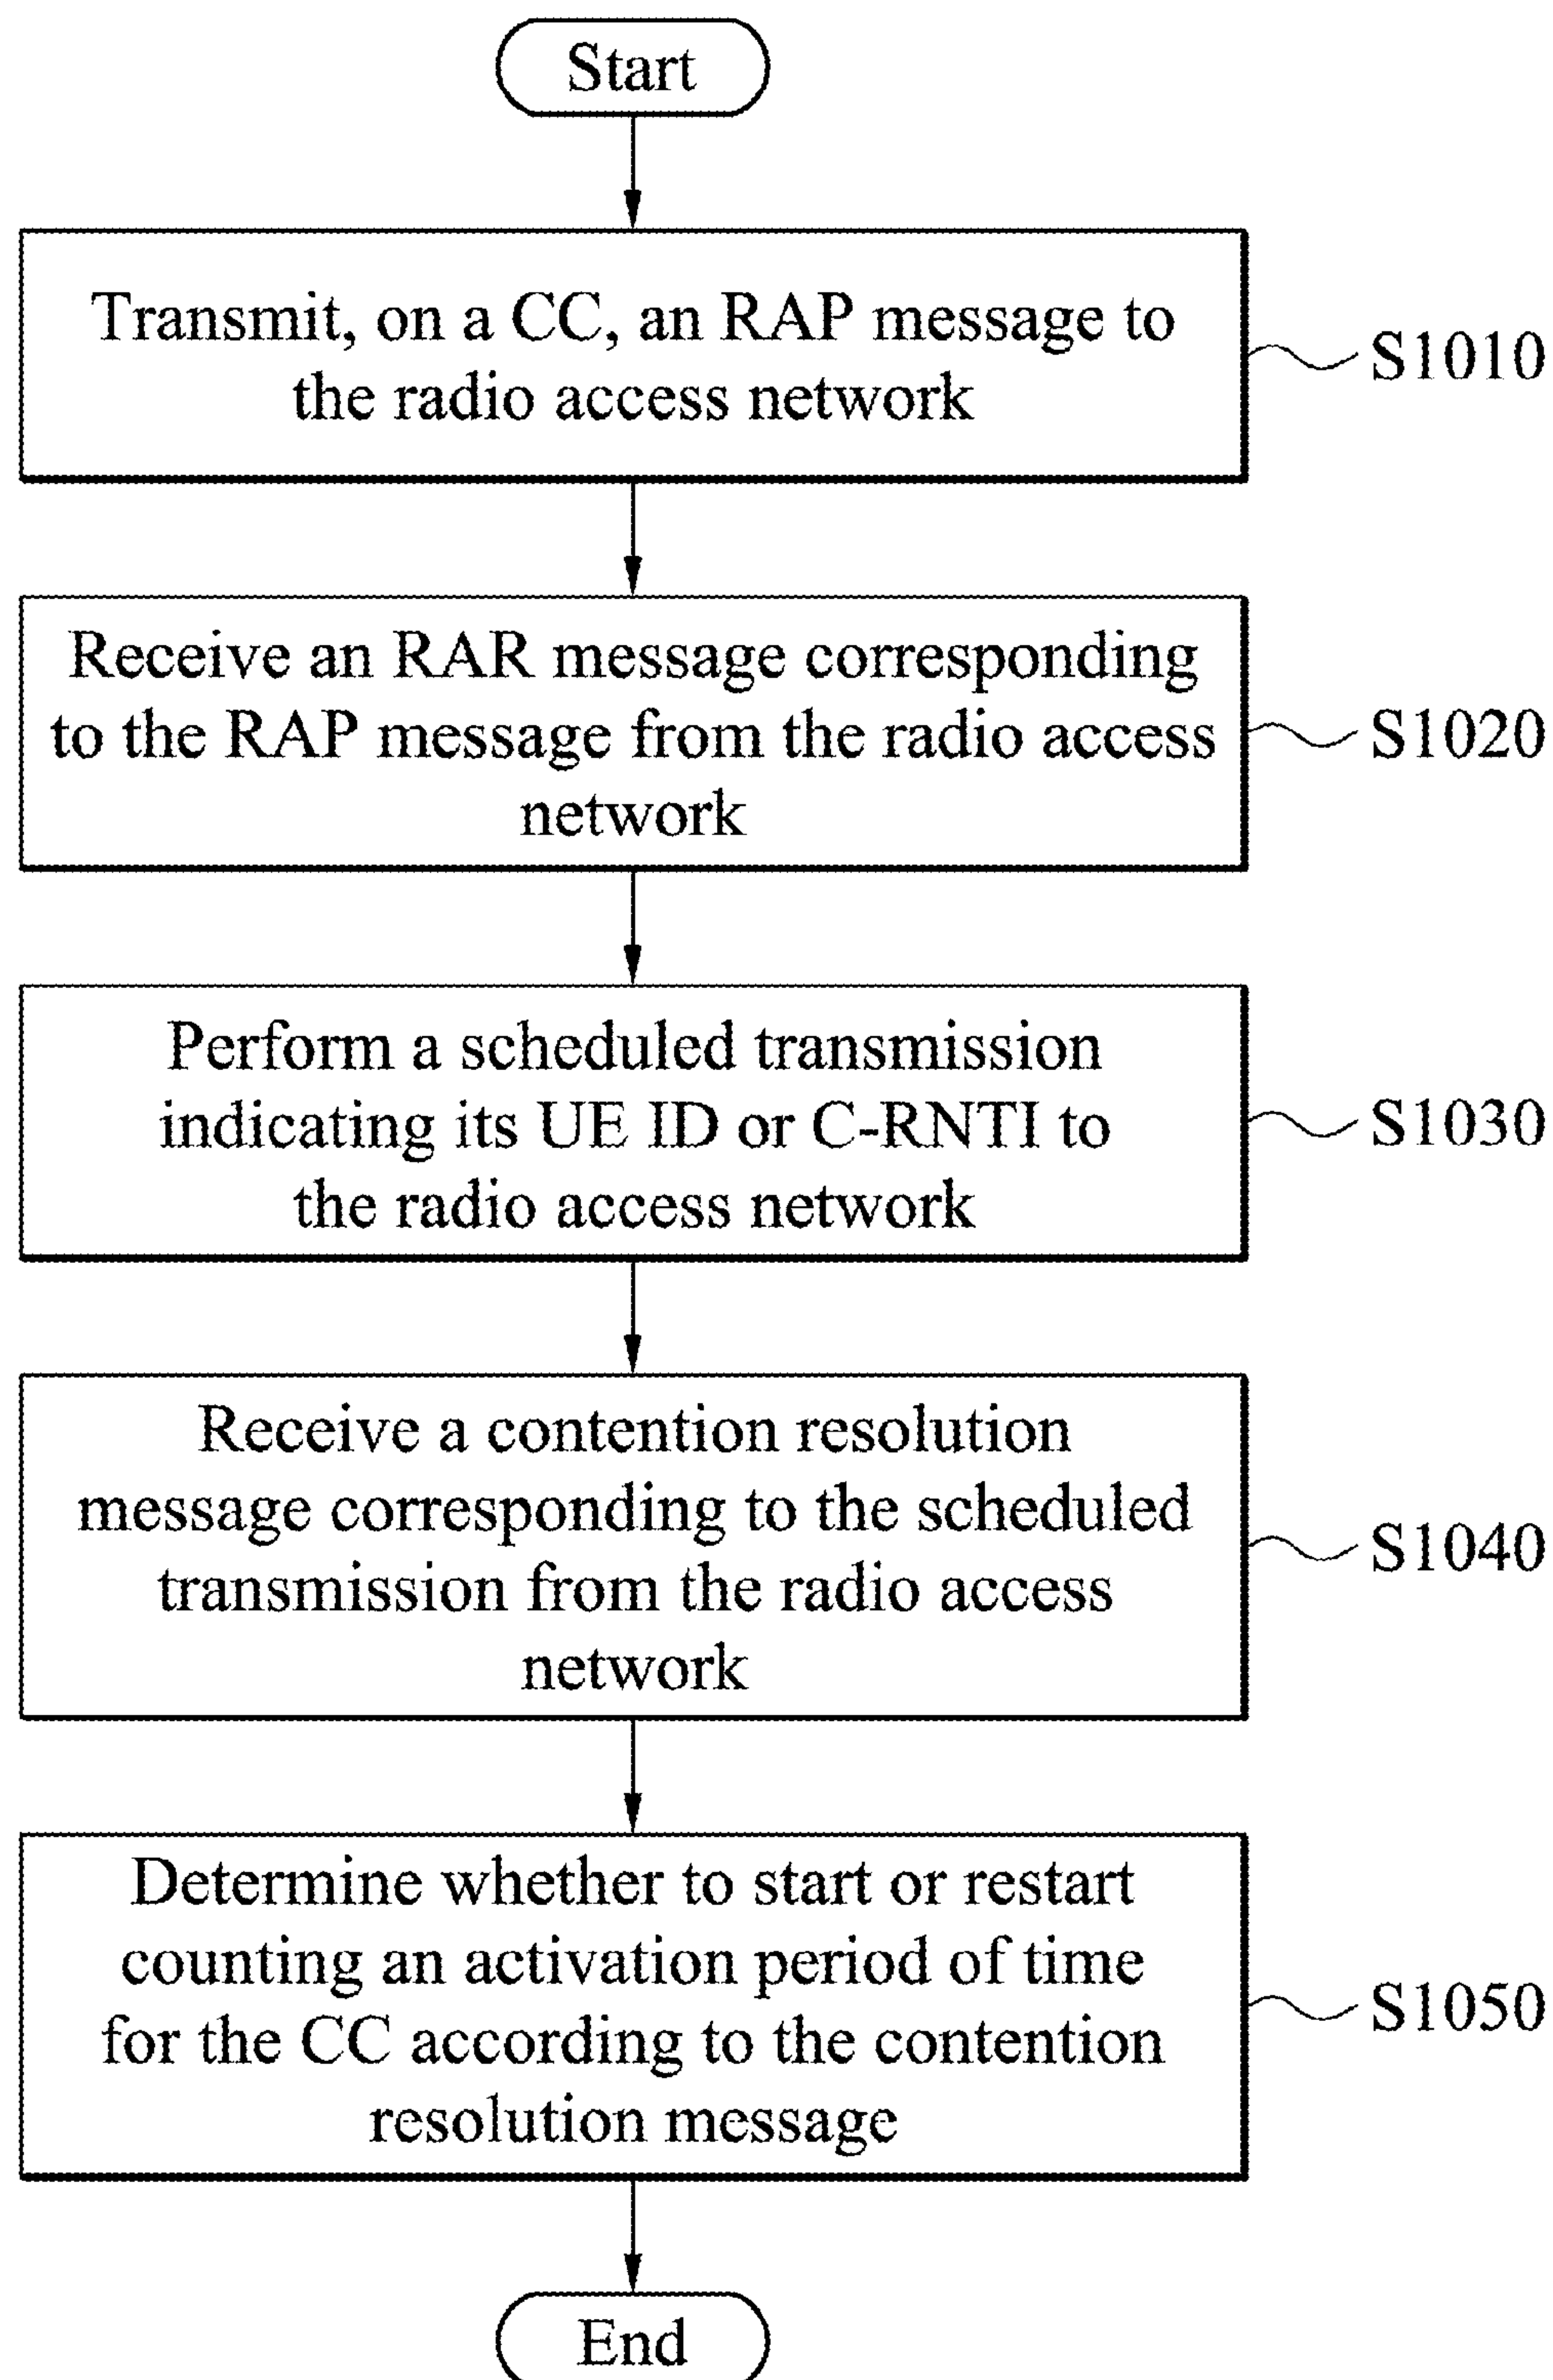 Start
Transmit, on a CC, an RAP message to
the radio access network
S1010
Receive an RAR message corresponding
to the RAP message from the radio access
network
S1020
Perform a scheduled transmission
indicating its UE ID or C-RNTI to
the radio access network
S1030
Receive a contention resolution
message corresponding to the scheduled
transmission from the radio access
network
S1040
Determine whether to start or restart
counting an activation period of time
for the CC according to the contention
resolution message
S1050
End